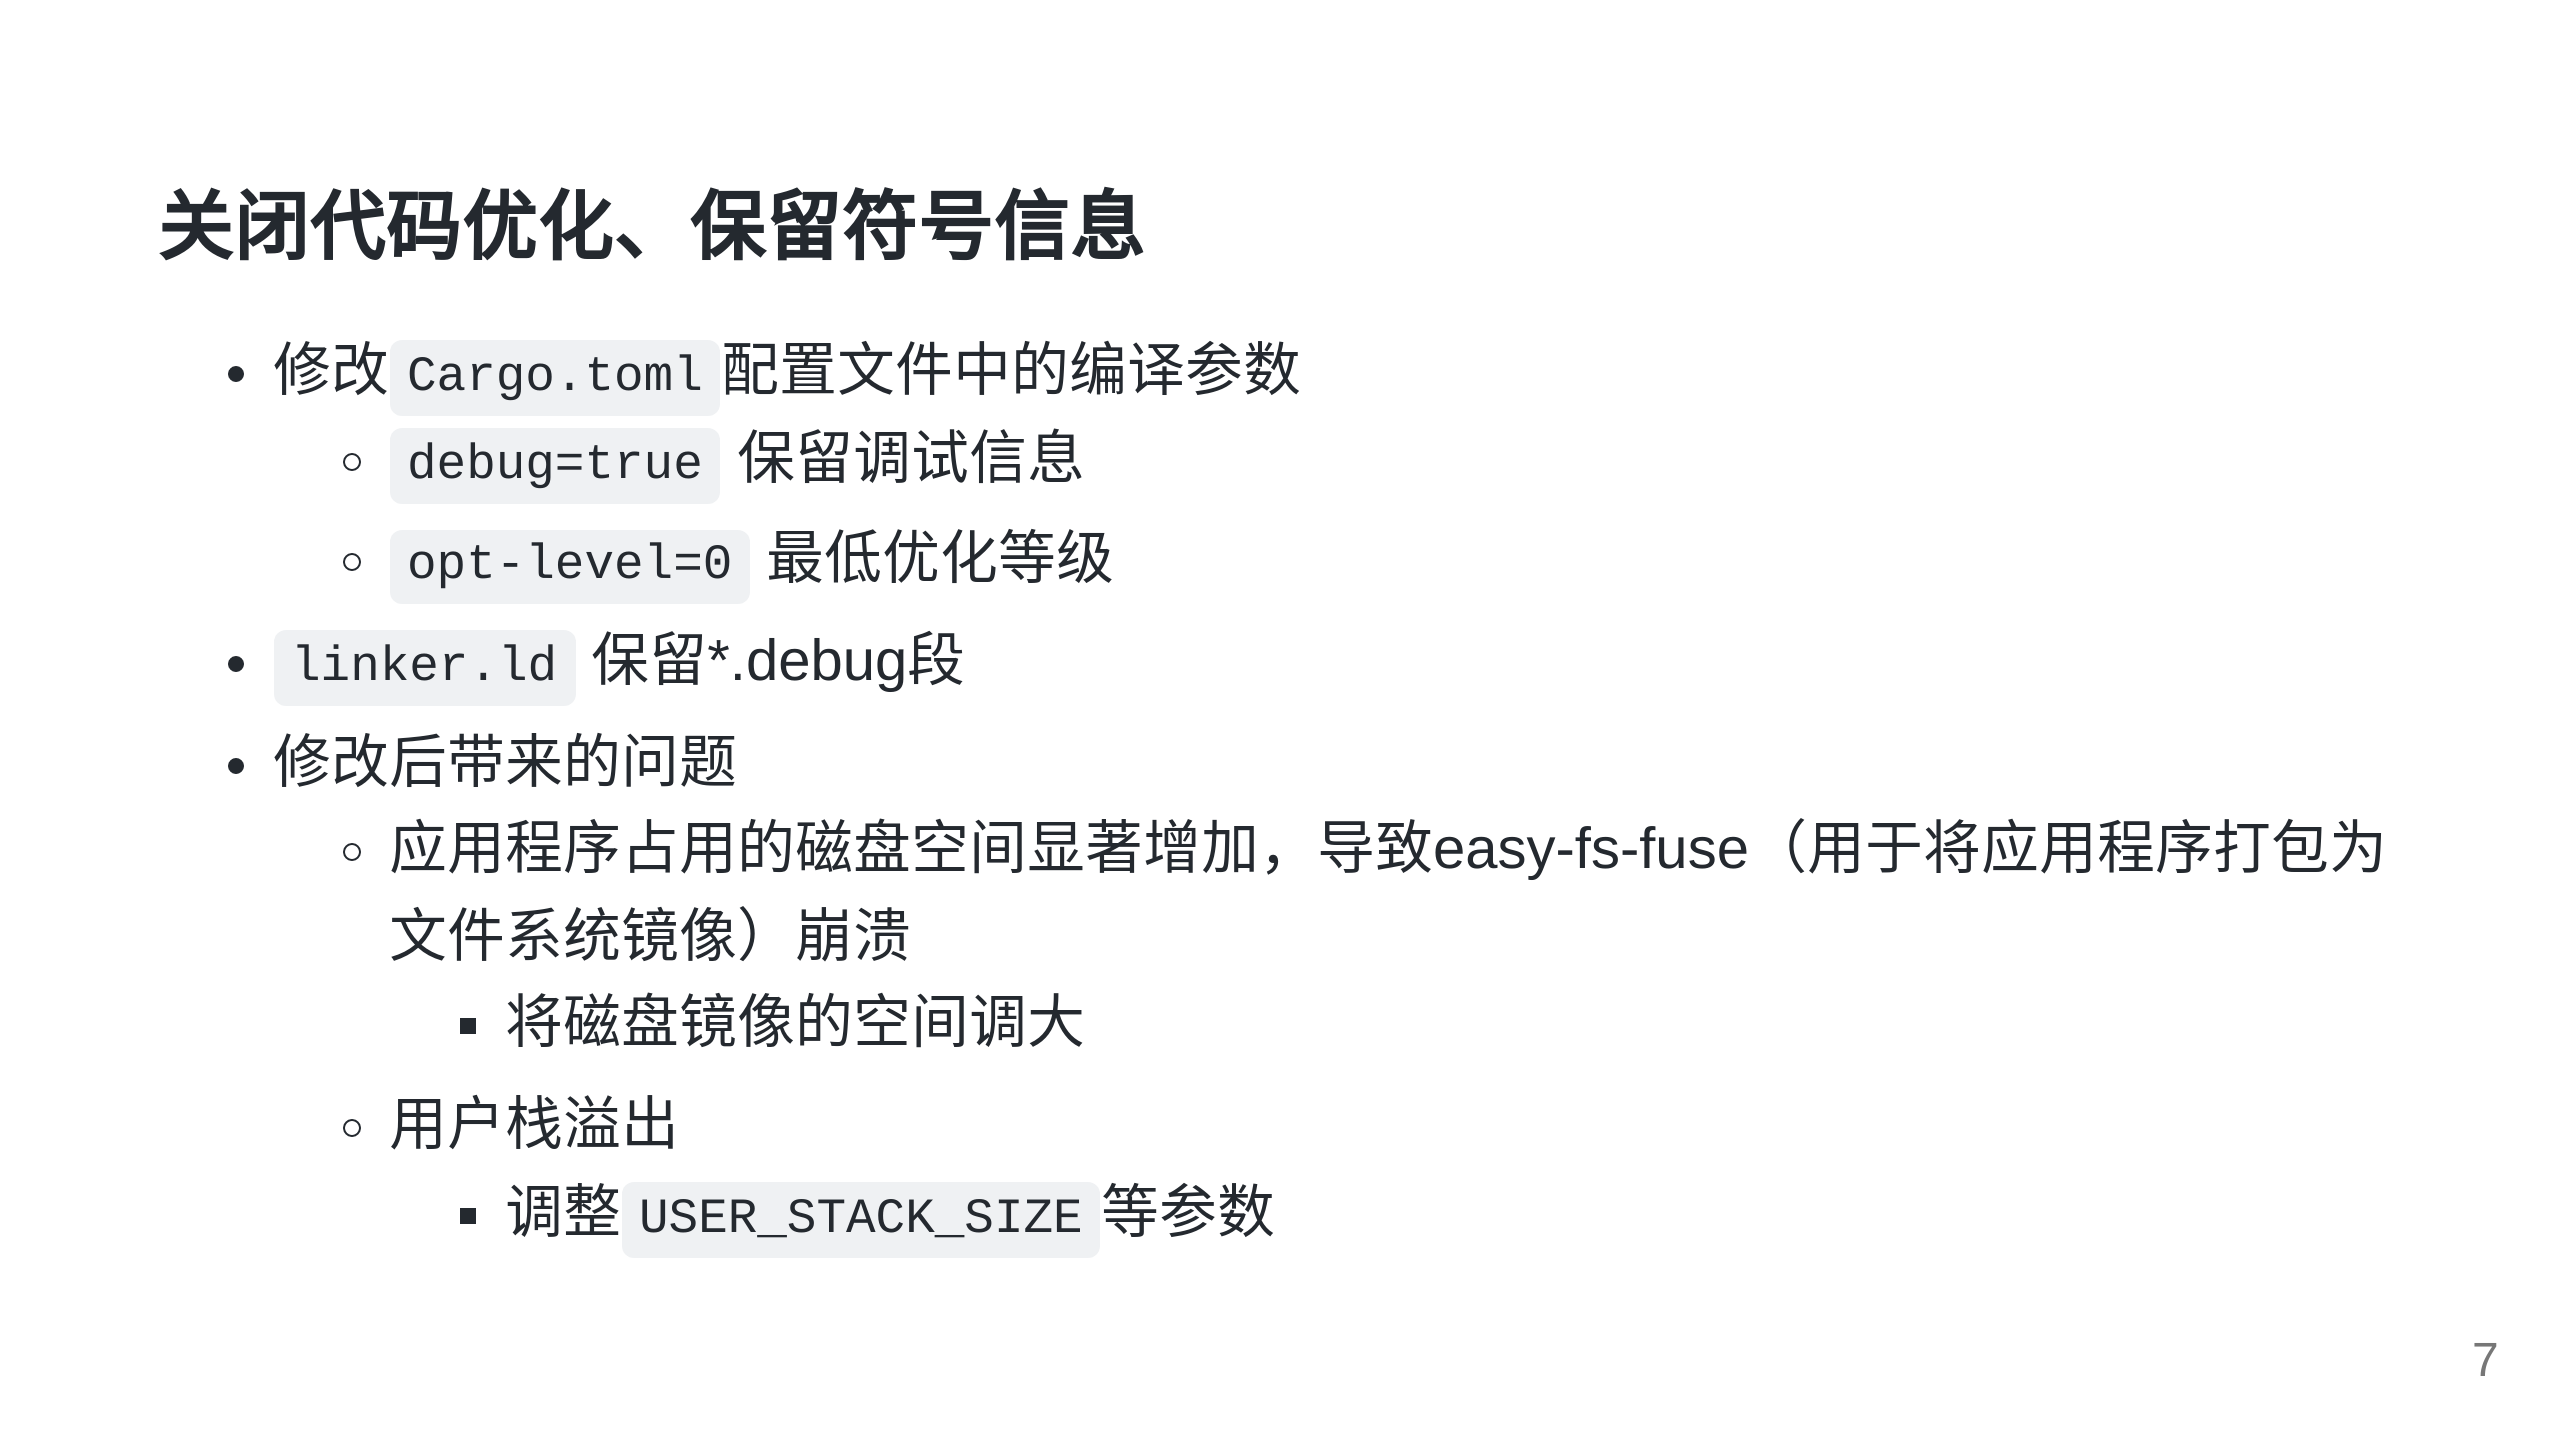 关闭代码优化、保留符号信息
修改Cargo.toml配置文件中的编译参数
debug=true 保留调试信息
opt-level=0 最低优化等级
linker.ld 保留*.debug段
修改后带来的问题
应用程序占用的磁盘空间显著增加，导致easy-fs-fuse（用于将应用程序打包为
文件系统镜像）崩溃
将磁盘镜像的空间调大
用户栈溢出
调整USER_STACK_SIZE等参数
7